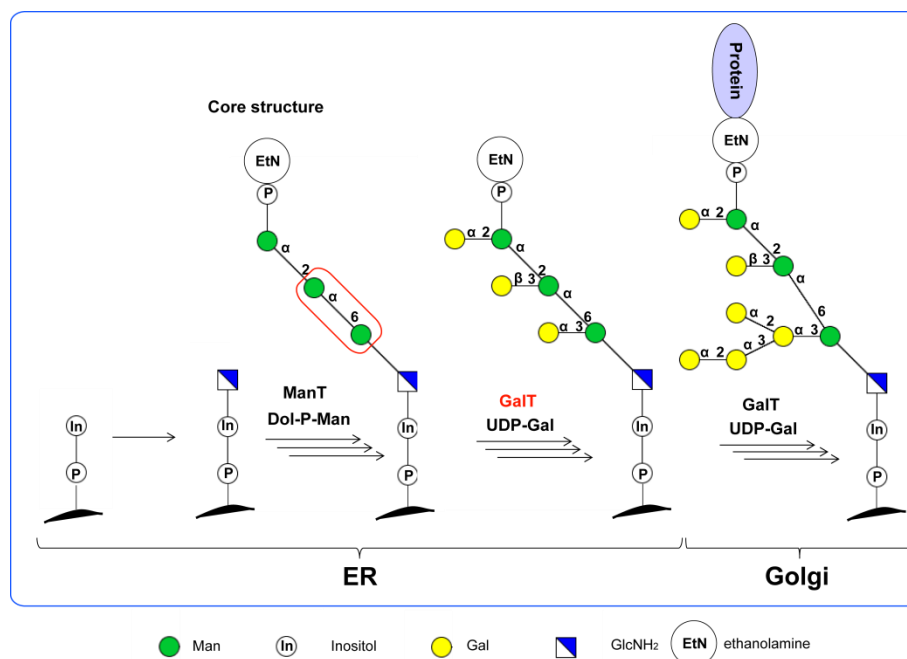 Protein
Core structure
EtN
EtN
EtN
P
P
P
α 2
α
α 2
α
α
2
β 3 2
β 3 2
α
α
α
2
6
α 3 6
α 3 6
α 2
α 3
ManT
Dol-P-Man
GalT
UDP-Gal
GalT
UDP-Gal
In
In
In
In
In
P
P
P
P
P
ER
Golgi
Man
In
Inositol
Gal
GlcNH₂
EtN
ethanolamine